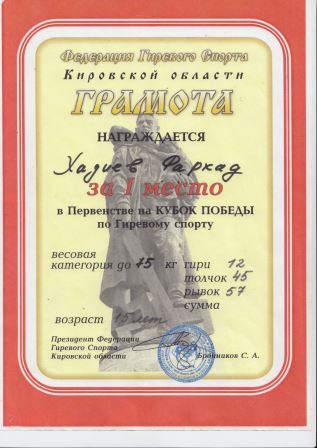 Федерация Гирского Спорта
Кировской области
ГРАМОТА
НАГРАЖДАЕТСЯ
Хадиев Фархад
за 1 место
в Первенстве на КУБОК ПОБЕДЫ
по Гиревому спорту
весовая
категория до 75 кг гири 12
толчок 45
рывок 57
сумма
возраст 15 лет
Президент Федерации
Гиревого Спорта
Кировской области Бронников С. А.